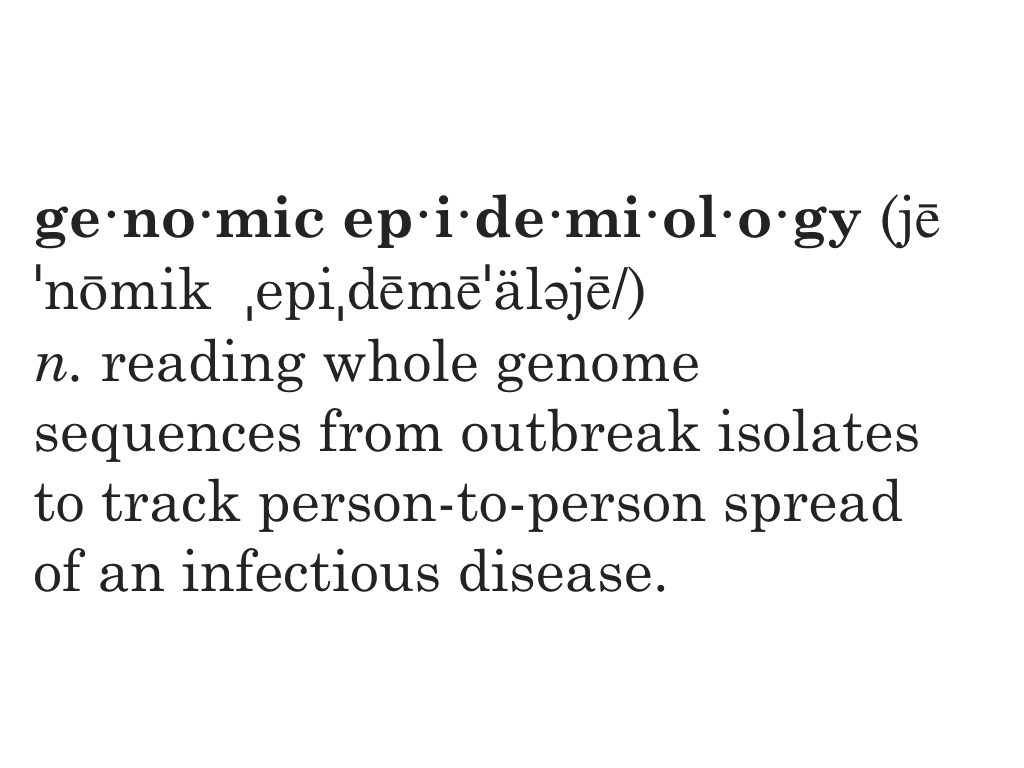 ge·no·mic ep·i·de·mi·ol·o·gy (jē
ˈnōmik  ˌepiˌdēmēˈäləjē/)
n. reading whole genome
sequences from outbreak isolates
to track person-to-person spread
of an infectious disease.